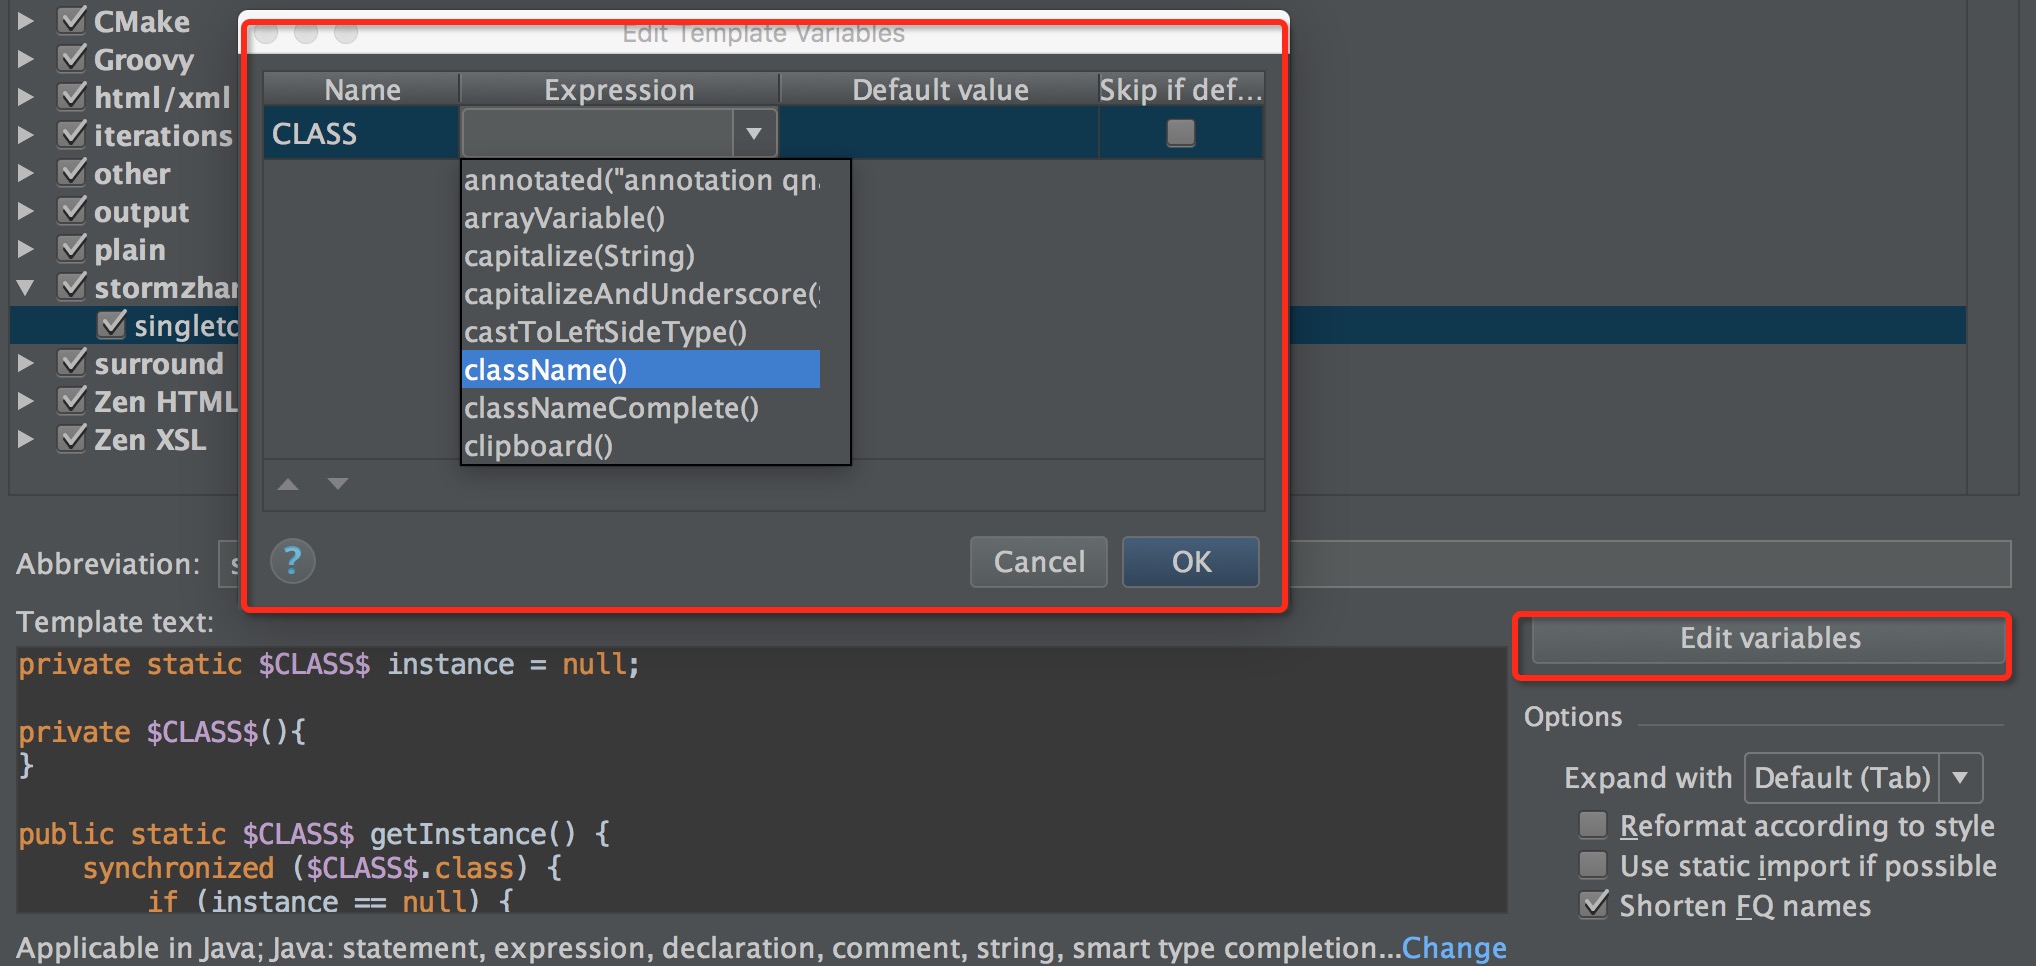 CMake
Groovy
html/xml
iterations
other
output
plain
stormzhar
singleto
surround
Zen HTML
Zen XSL
Edit Template Variables
Name Expression Default value Skip if def...
CLASS
annotated("annotation qn
arrayVariable()
capitalize(String)
capitalizeAndUnderscore(
castToLeftSideType()
className()
classNameComplete()
clipboard()
? Cancel OK
Abbreviation: s
Template text:
Edit variables
private static $CLASS$ instance = null;
private $CLASS$(){
}
public static $CLASS$ getInstance() {
synchronized ($CLASS$.class) {
if (instance == null) {
Options
Expand with Default (Tab)
Reformat according to style
Use static import if possible
Shorten FQ names
Applicable in Java; Java: statement, expression, declaration, comment, string, smart type completion...Change